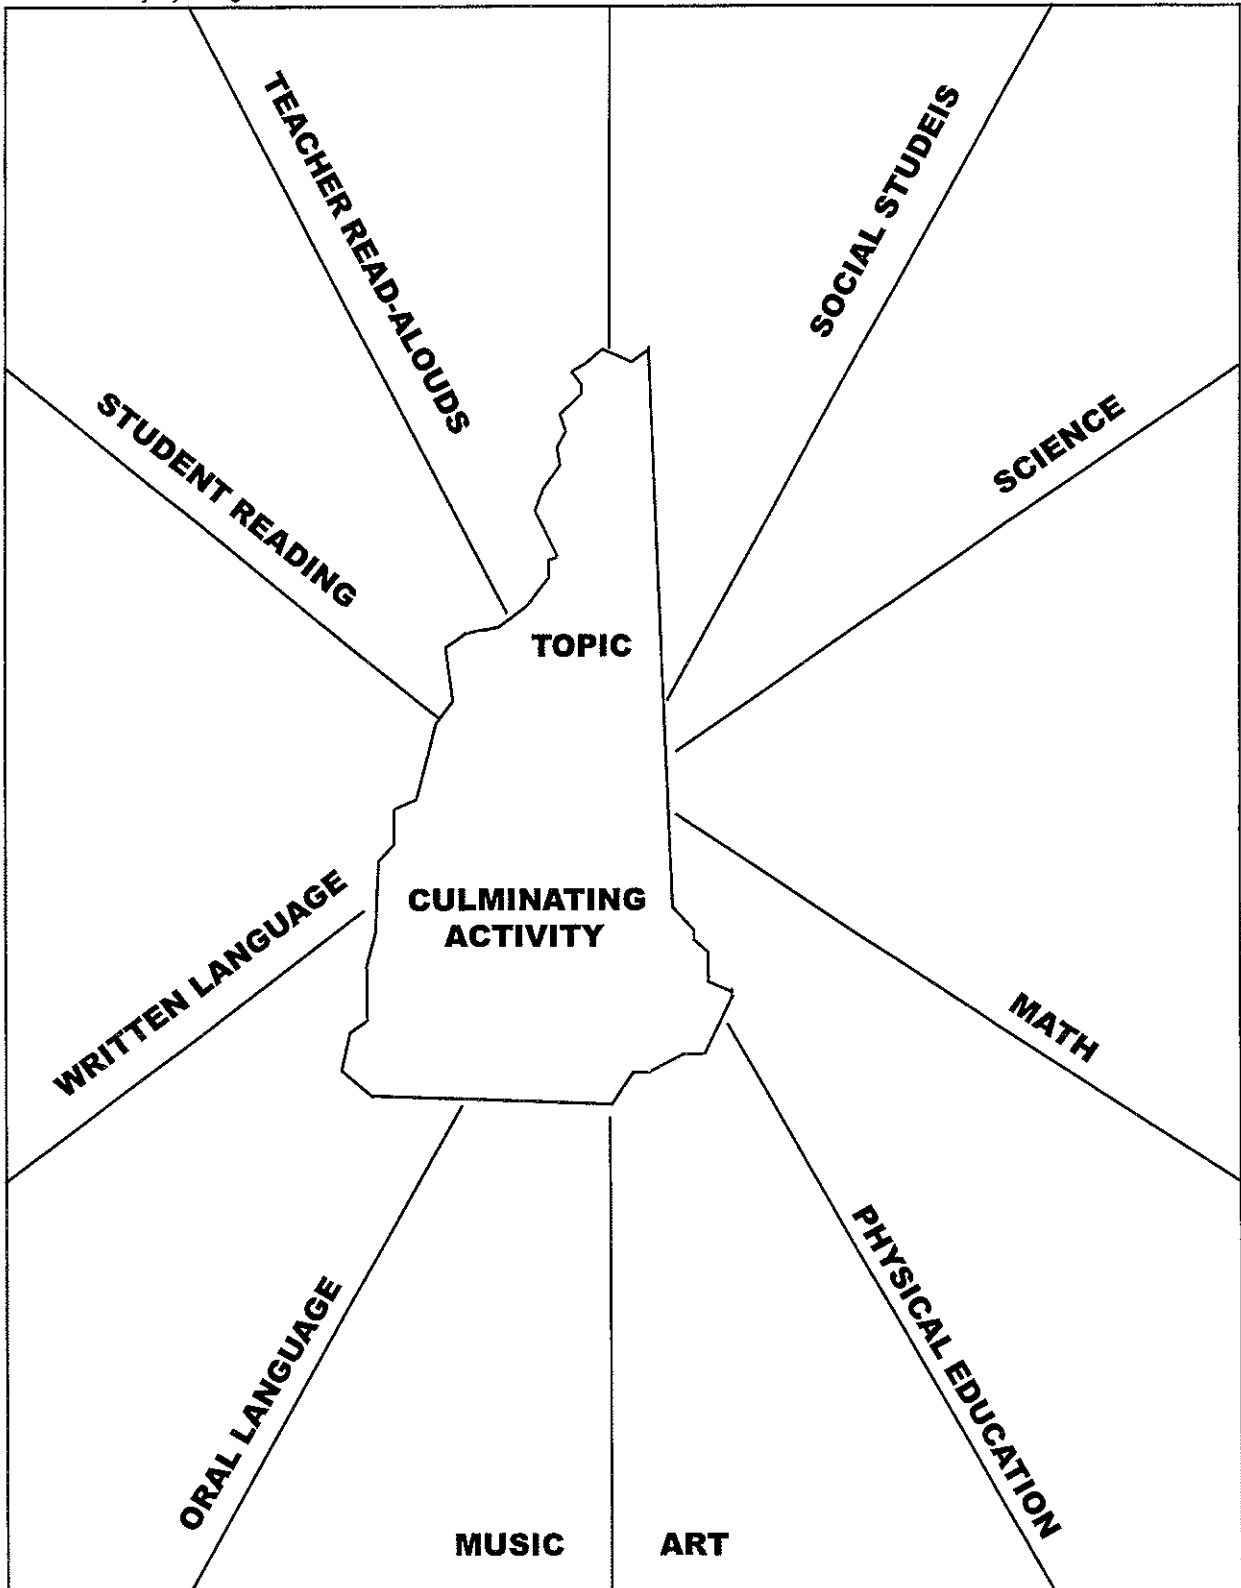 TEACHER READ-ALOUDS
SOCIAL STUDEIS
STUDENT READING
SCIENCE
TOPIC
CULMINATING
ACTIVITY
WRITTEN LANGUAGE
MATH
ORAL LANGUAGE
PHYSICAL EDUCATION
MUSIC
ART